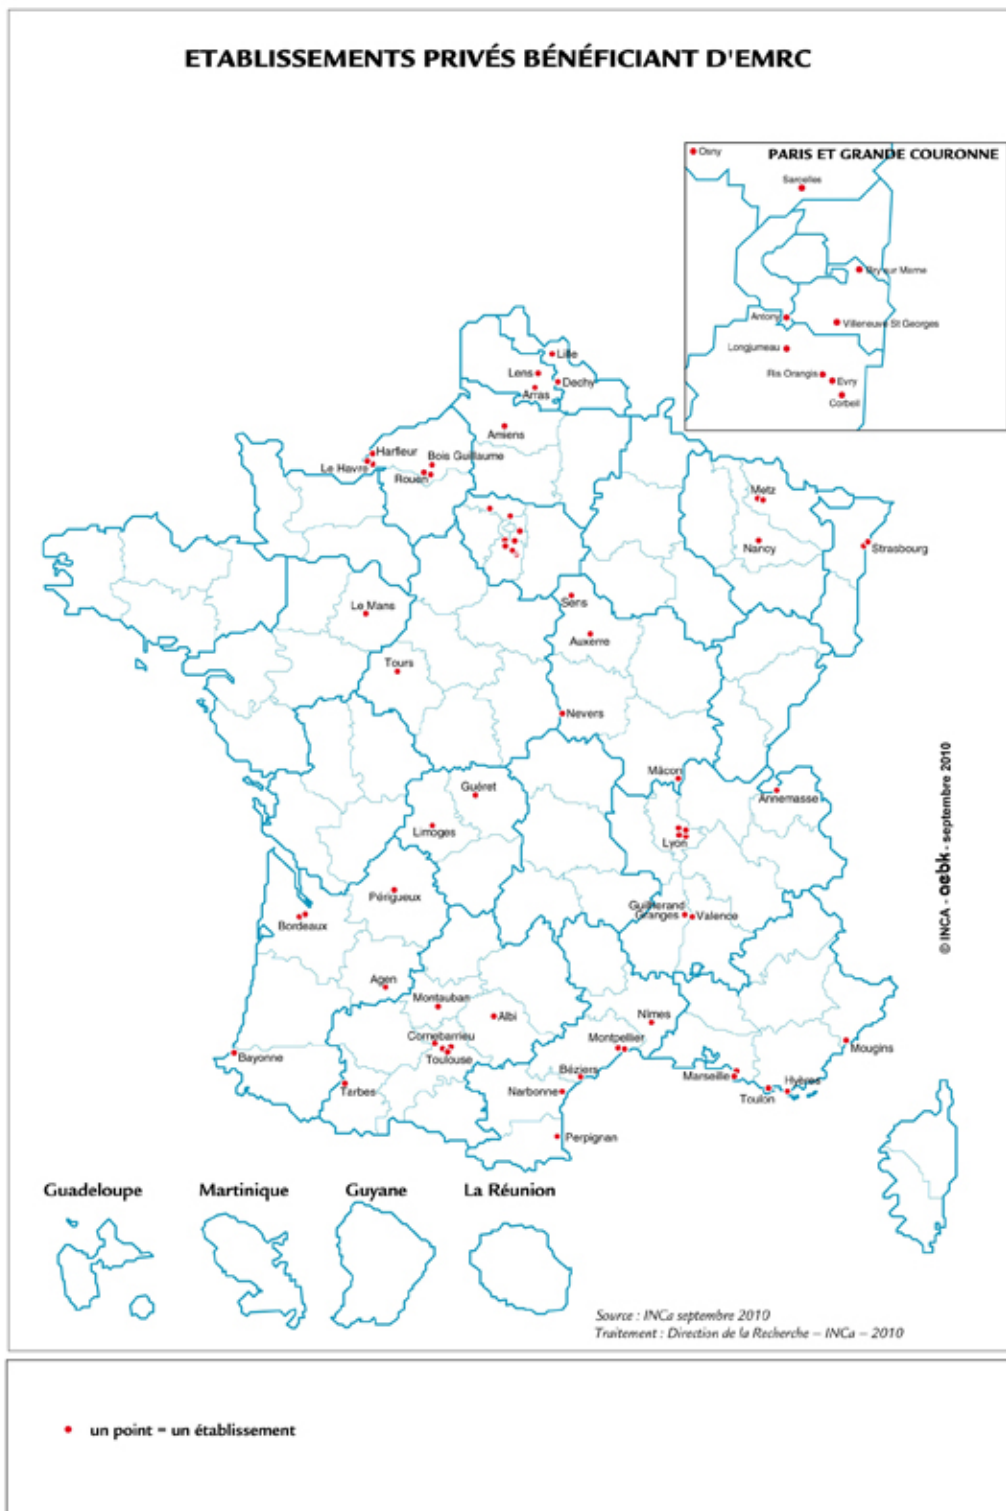 ETABLISSEMENTS PRIVÉS BÉNÉFICIANT D'EMRC
PARIS ET GRANDE COURONNE
Osny
Sarcelles
Bry sur Marne
Antony
Villeneuve St Georges
Longjumeau
Ris Orangis
Evry
Corbeil
Lille
Lens
Dechy
Arras
Amiens
Harfleur
Le Havre
Bois Guillaume
Rouen
Metz
Nancy
Strasbourg
Le Mans
Sens
Auxerre
Tours
Nevers
Mâcon
Annemasse
Guéret
Limoges
Lyon
Périgueux
Guilherand
Granges
Valence
Bordeaux
Agen
Montauban
Albi
Nîmes
Cornebarrieu
Toulouse
Montpellier
Mougins
Bayonne
Tarbes
Béziers
Narbonne
Marseille
Hyères
Toulon
Perpignan
© INCA - aebk - septembre 2010
Guadeloupe
Martinique
Guyane
La Réunion
Source : INCa septembre 2010
Traitement : Direction de la Recherche – INCa – 2010
un point = un établissement